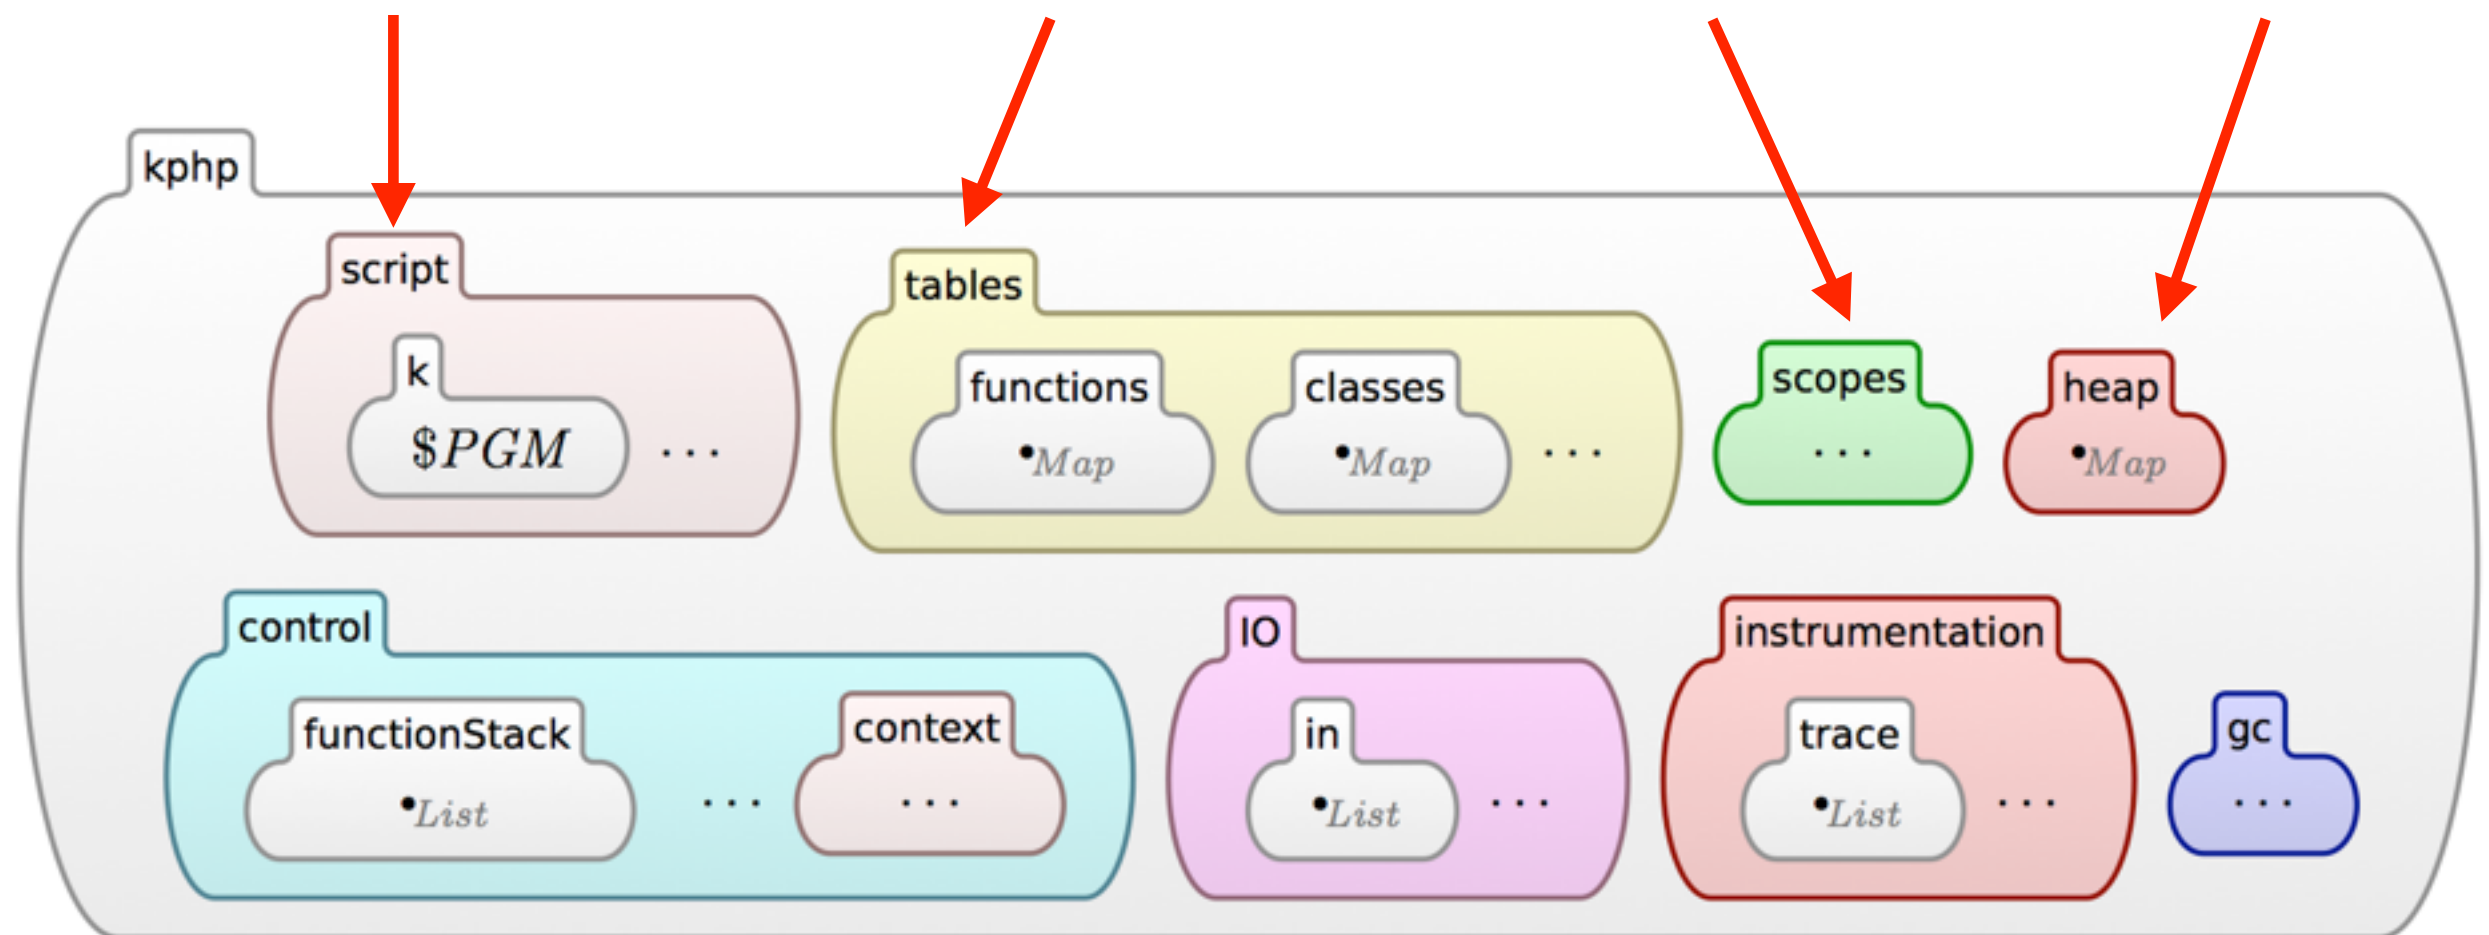 kphp
script
tables
k
functions
classes
scopes
heap
$PGM
...
•Map
•Map
...
...
•Map
control
IO
instrumentation
functionStack
context
in
trace
gc
•List
...
...
•List
...
•List
...
...